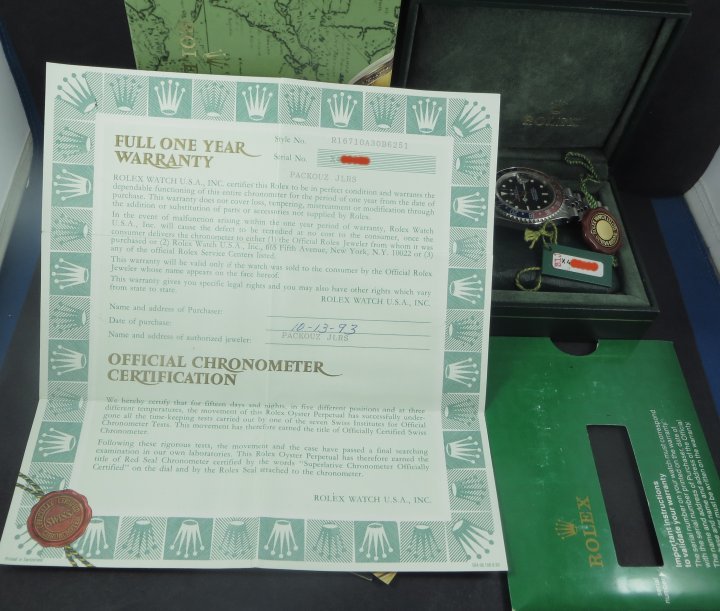 FULL ONE YEAR
WARRANTY
Style No. R16710A30B6251
Serial No.
PACKOUZ JLRS
ROLEX WATCH U.S.A., INC. certifies this Rolex to be in perfect condition and warrants the
dependable functioning of this entire chronometer for the period of one year from the date of
purchase. This warranty does not cover loss, tampering, mistreatment or modification through
the addition or substitution of parts or accessories not supplied by Rolex.
In the event of malfunction arising within the one year period of warranty, Rolex Watch
U.S.A., Inc. will cause the defect to be remedied at no cost to the consumer, once the
consumer delivers the chronometer to either (1) the Official Rolex Jeweler from whom it was
purchased or (2) Rolex Watch U.S.A., Inc., 665 Fifth Avenue, New York, N.Y. 10022 or (3)
any of the official Rolex Service Centers listed.
This warranty will be valid only if the watch was sold to the consumer by the Official Rolex
Jeweler whose name appears on the face hereof.
This warranty gives you specific legal rights and you may also have other rights which vary
from state to state.
ROLEX WATCH U.S.A., INC.
Name and address of Purchaser:
Date of purchase: 10-13-93
Name and address of authorized jeweler: PACKOUZ JLRS
OFFICIAL CHRONOMETER
CERTIFICATION
We hereby certify that for fifteen days and nights, in five different positions and at three
different temperatures, the movement of this Rolex Oyster Perpetual has successfully under-
gone all the time-keeping tests carried out by one of seven Swiss Institutes for Official
Chronometer Tests. This movement has therefore earned the title of Officially Certified Swiss
Chronometer.
Following these rigorous tests, the movement and the case have passed a final searching
examination in our own laboratories. This Rolex Oyster Perpetual has therefore earned the
title of Red Seal Chronometer certified by the words "Superlative Chronometer Officially
Certified" on the dial and by the Rolex Seal attached to the chronometer.
ROLEX WATCH U.S.A., INC.
SWISS
ROLEX
ROLEX
Important instructions
to validate your